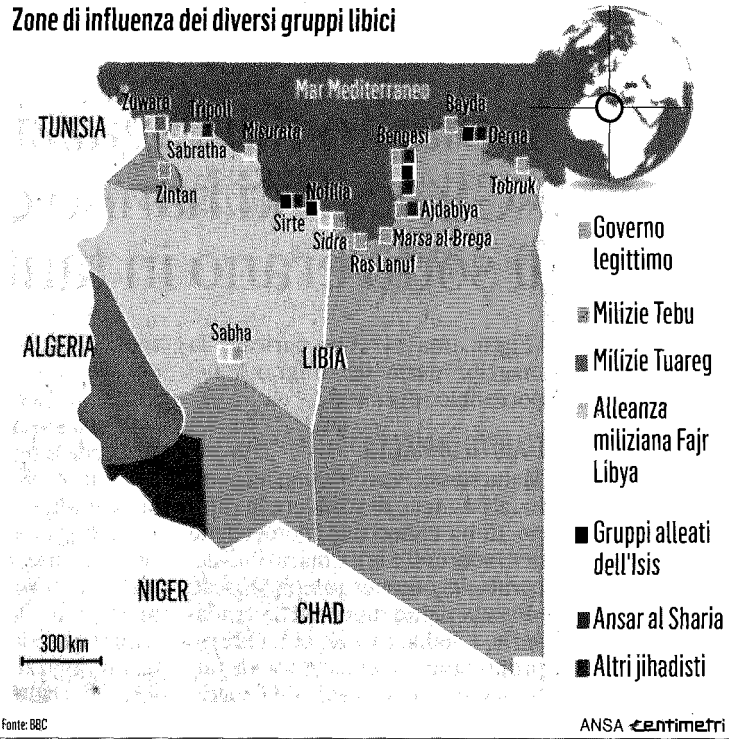 Zone di influenza dei diversi gruppi libici
Mar Mediterraneo
TUNISIA
Zuwara
Tripoli
Sabratha
Misurata
Zintan
Bengasi
Bayda
Derna
Tobruk
Nofilia
Sirte
Sidra
Ajdabiya
Marsa al-Brega
Ras Lanuf
ALGERIA
Sabha
LIBIA
NIGER
CHAD
300 km
Governo
legittimo
Milizie Tebu
Milizie Tuareg
Alleanza
miliziana Fajr
Libya
Gruppi alleati
dell'Isis
Ansar al Sharia
Altri jihadisti
Fonte: BBC
ANSA centimetri